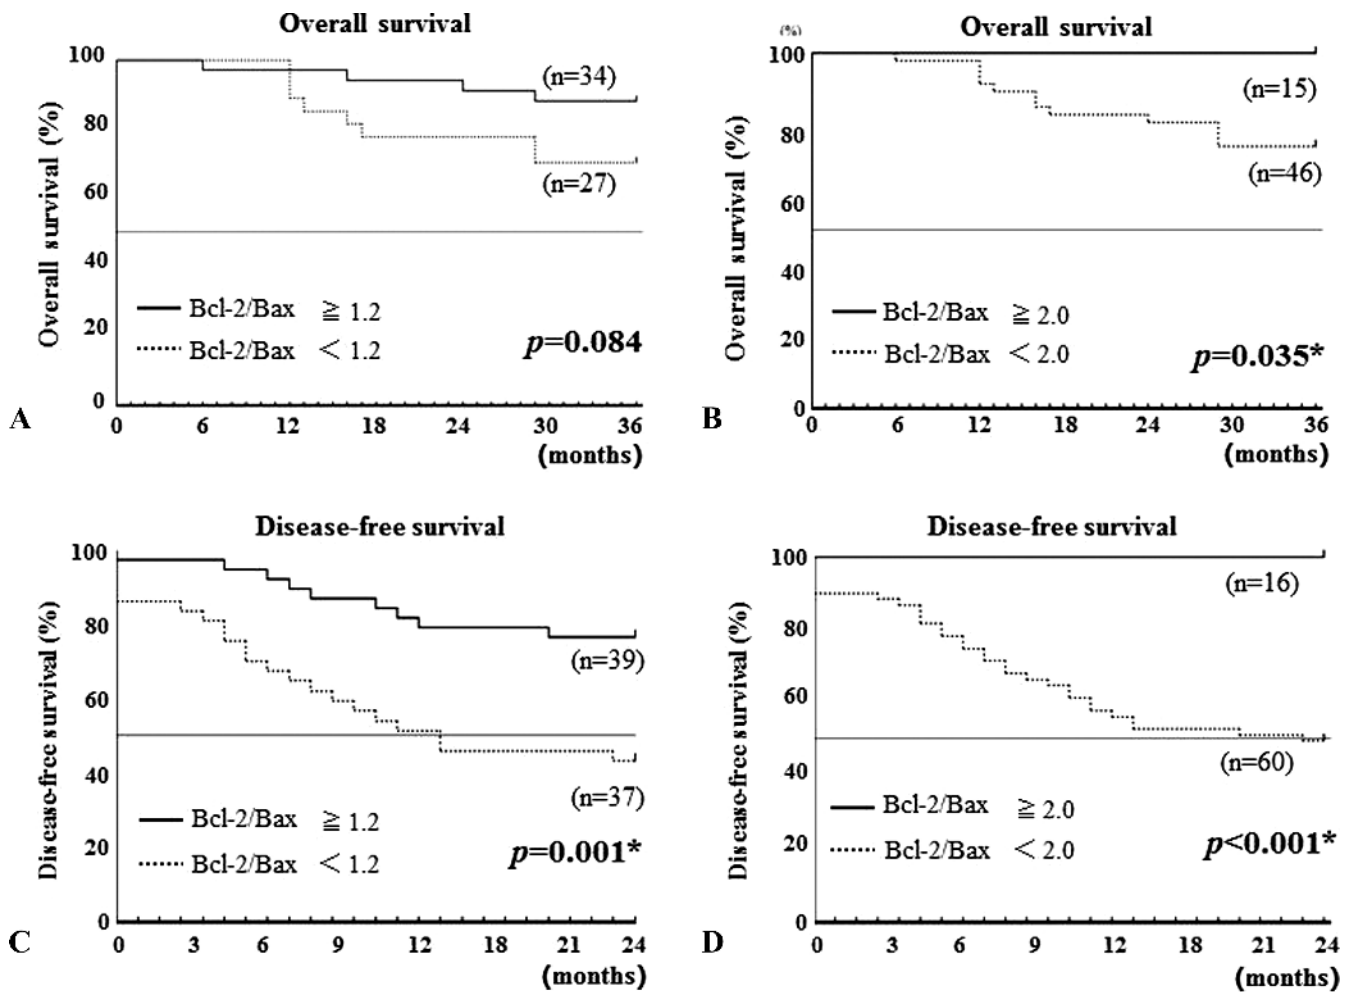 Overall survival
100
80
60
40
20
0
Overall survival (%)
(n=34)
(n=27)
Bcl-2/Bax ≧ 1.2
Bcl-2/Bax < 1.2
p=0.084
A
0 6 12 18 24 30 36
(months)
(%)
Overall survival
100
80
60
40
20
0
Overall survival (%)
(n=15)
(n=46)
Bcl-2/Bax ≧ 2.0
Bcl-2/Bax < 2.0
p=0.035*
B
0 6 12 18 24 30 36
(months)
Disease-free survival
100
80
60
40
20
0
Disease-free survival (%)
(n=39)
(n=37)
Bcl-2/Bax ≧ 1.2
Bcl-2/Bax < 1.2
p=0.001*
C
0 3 6 9 12 18 21 24
(months)
Disease-free survival
100
80
60
40
20
0
Disease-free survival (%)
(n=16)
(n=60)
Bcl-2/Bax ≧ 2.0
Bcl-2/Bax < 2.0
p<0.001*
D
0 3 6 9 12 18 21 24
(months)